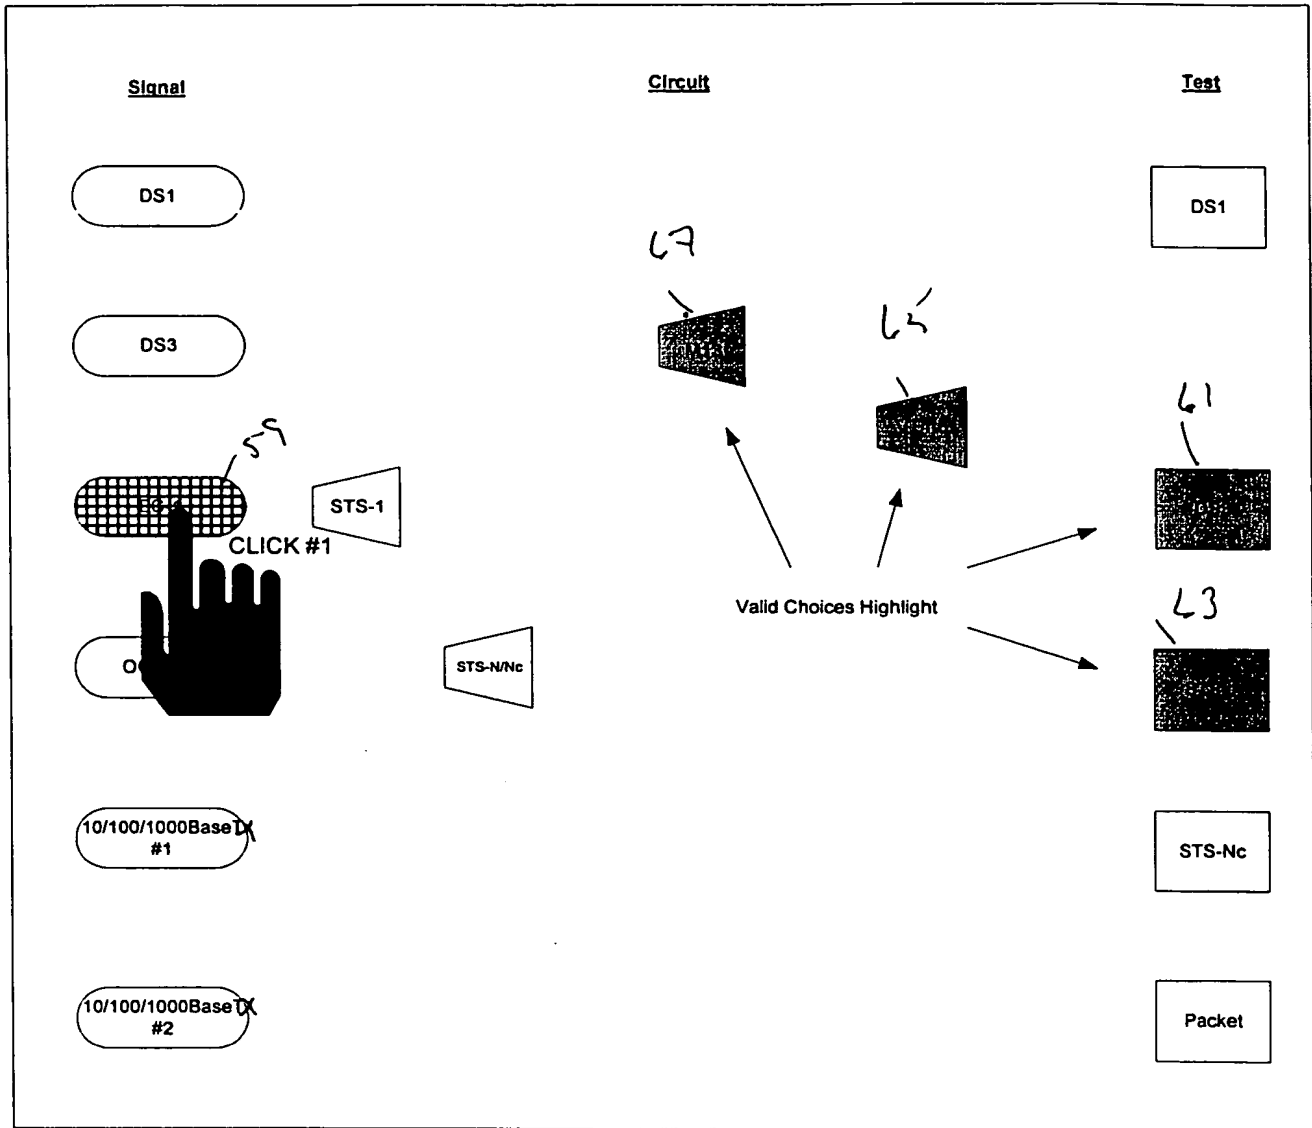 Signal
Circuit
Test
DS1
DS1
67
65
DS3
61
59
STS-1
CLICK #1
Valid Choices Highlight
63
STS-N/Nc
10/100/1000BaseTX
#1
STS-Nc
10/100/1000BaseTX
#2
Packet